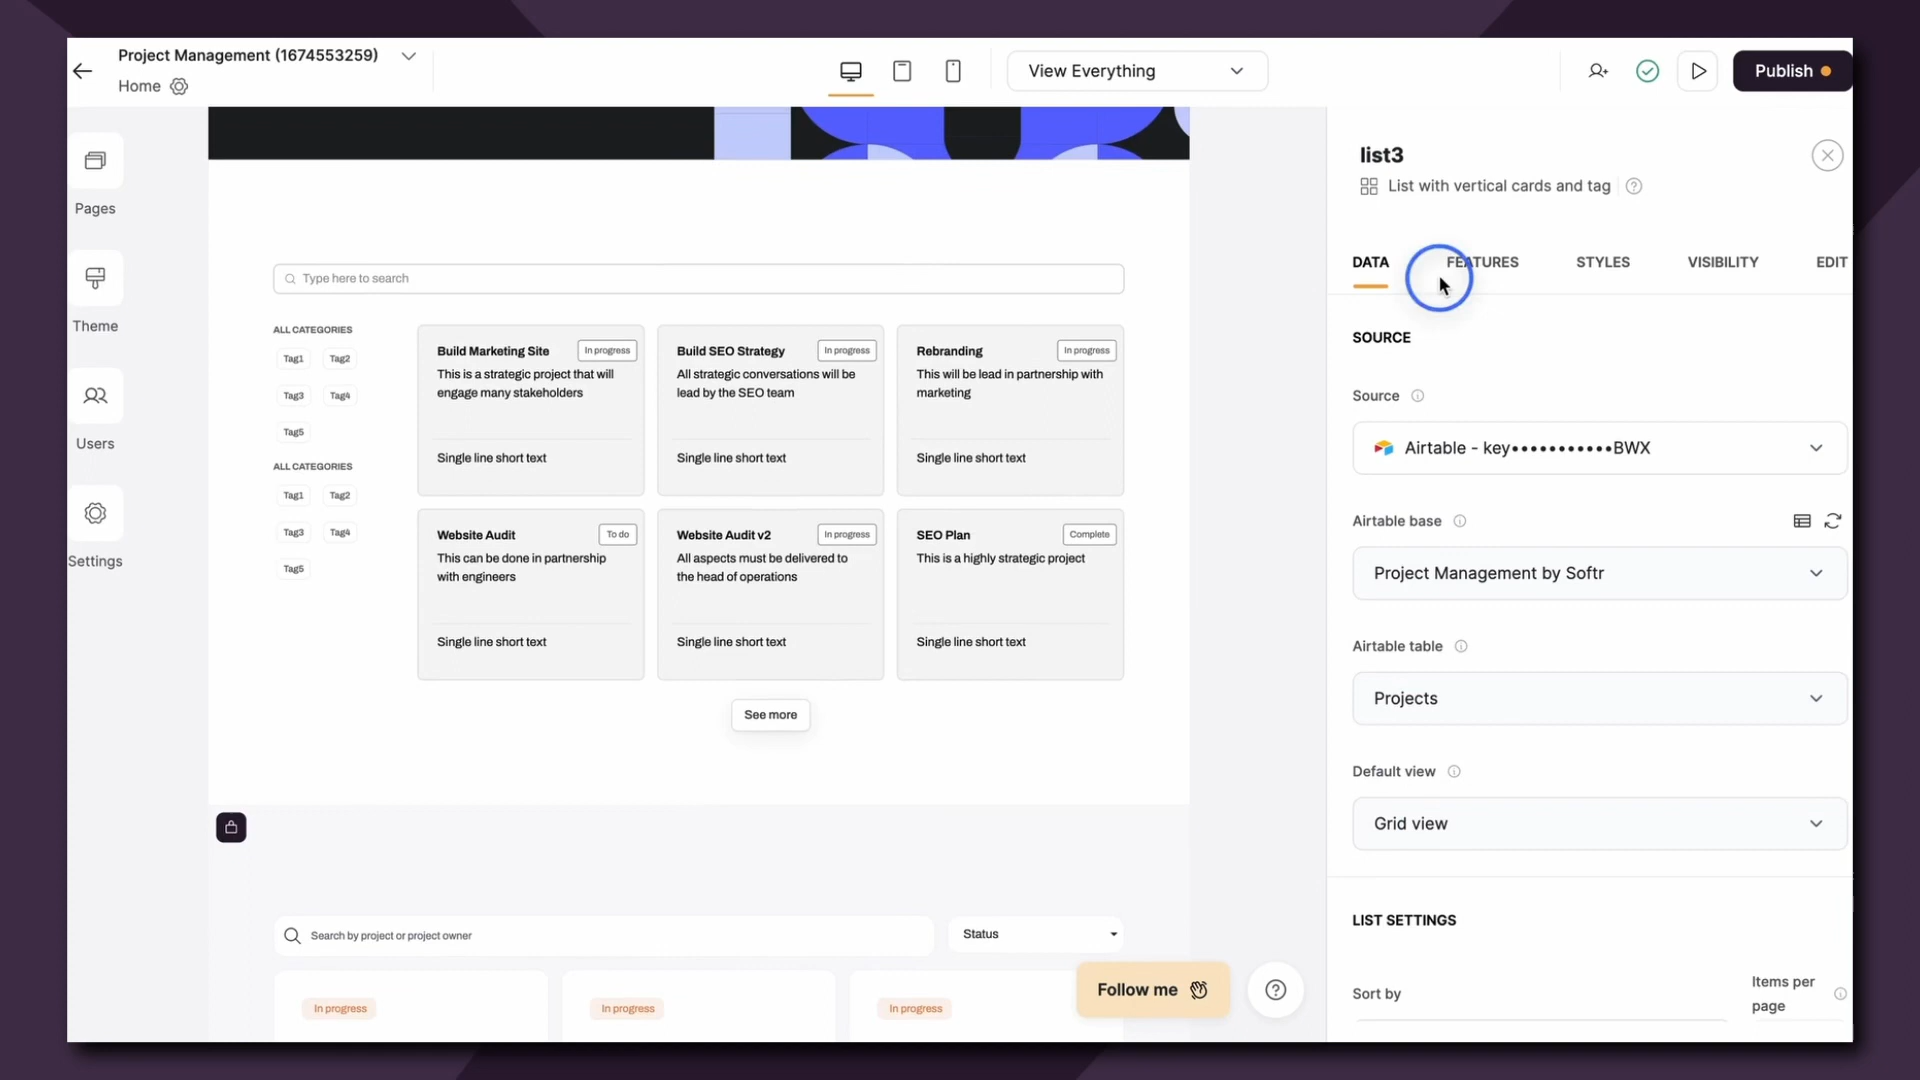 Project Management (1674553259)
Home
View Everything
Publish
Pages
Theme
Users
Settings
Type here to search
ALL CATEGORIES
Tag1 Tag2
Tag3 Tag4
Tag5
ALL CATEGORIES
Tag1 Tag2
Tag3 Tag4
Tag5
Build Marketing Site In progress
This is a strategic project that will
engage many stakeholders
Single line short text
Build SEO Strategy In progress
All strategic conversations will be
lead by the SEO team
Single line short text
Rebranding In progress
This will be lead in partnership with
marketing
Single line short text
Website Audit To do
This can be done in partnership
with engineers
Single line short text
Website Audit v2 In progress
All aspects must be delivered to
the head of operations
Single line short text
SEO Plan Complete
This is a highly strategic project
Single line short text
See more
Search by project or project owner
Status
In progress In progress In progress
Follow me
list3
List with vertical cards and tag
DATA FEATURES STYLES VISIBILITY EDIT
SOURCE
Source
Airtable - key•••••••••••BWX
Airtable base
Project Management by Softr
Airtable table
Projects
Default view
Grid view
LIST SETTINGS
Sort by
Items per
page